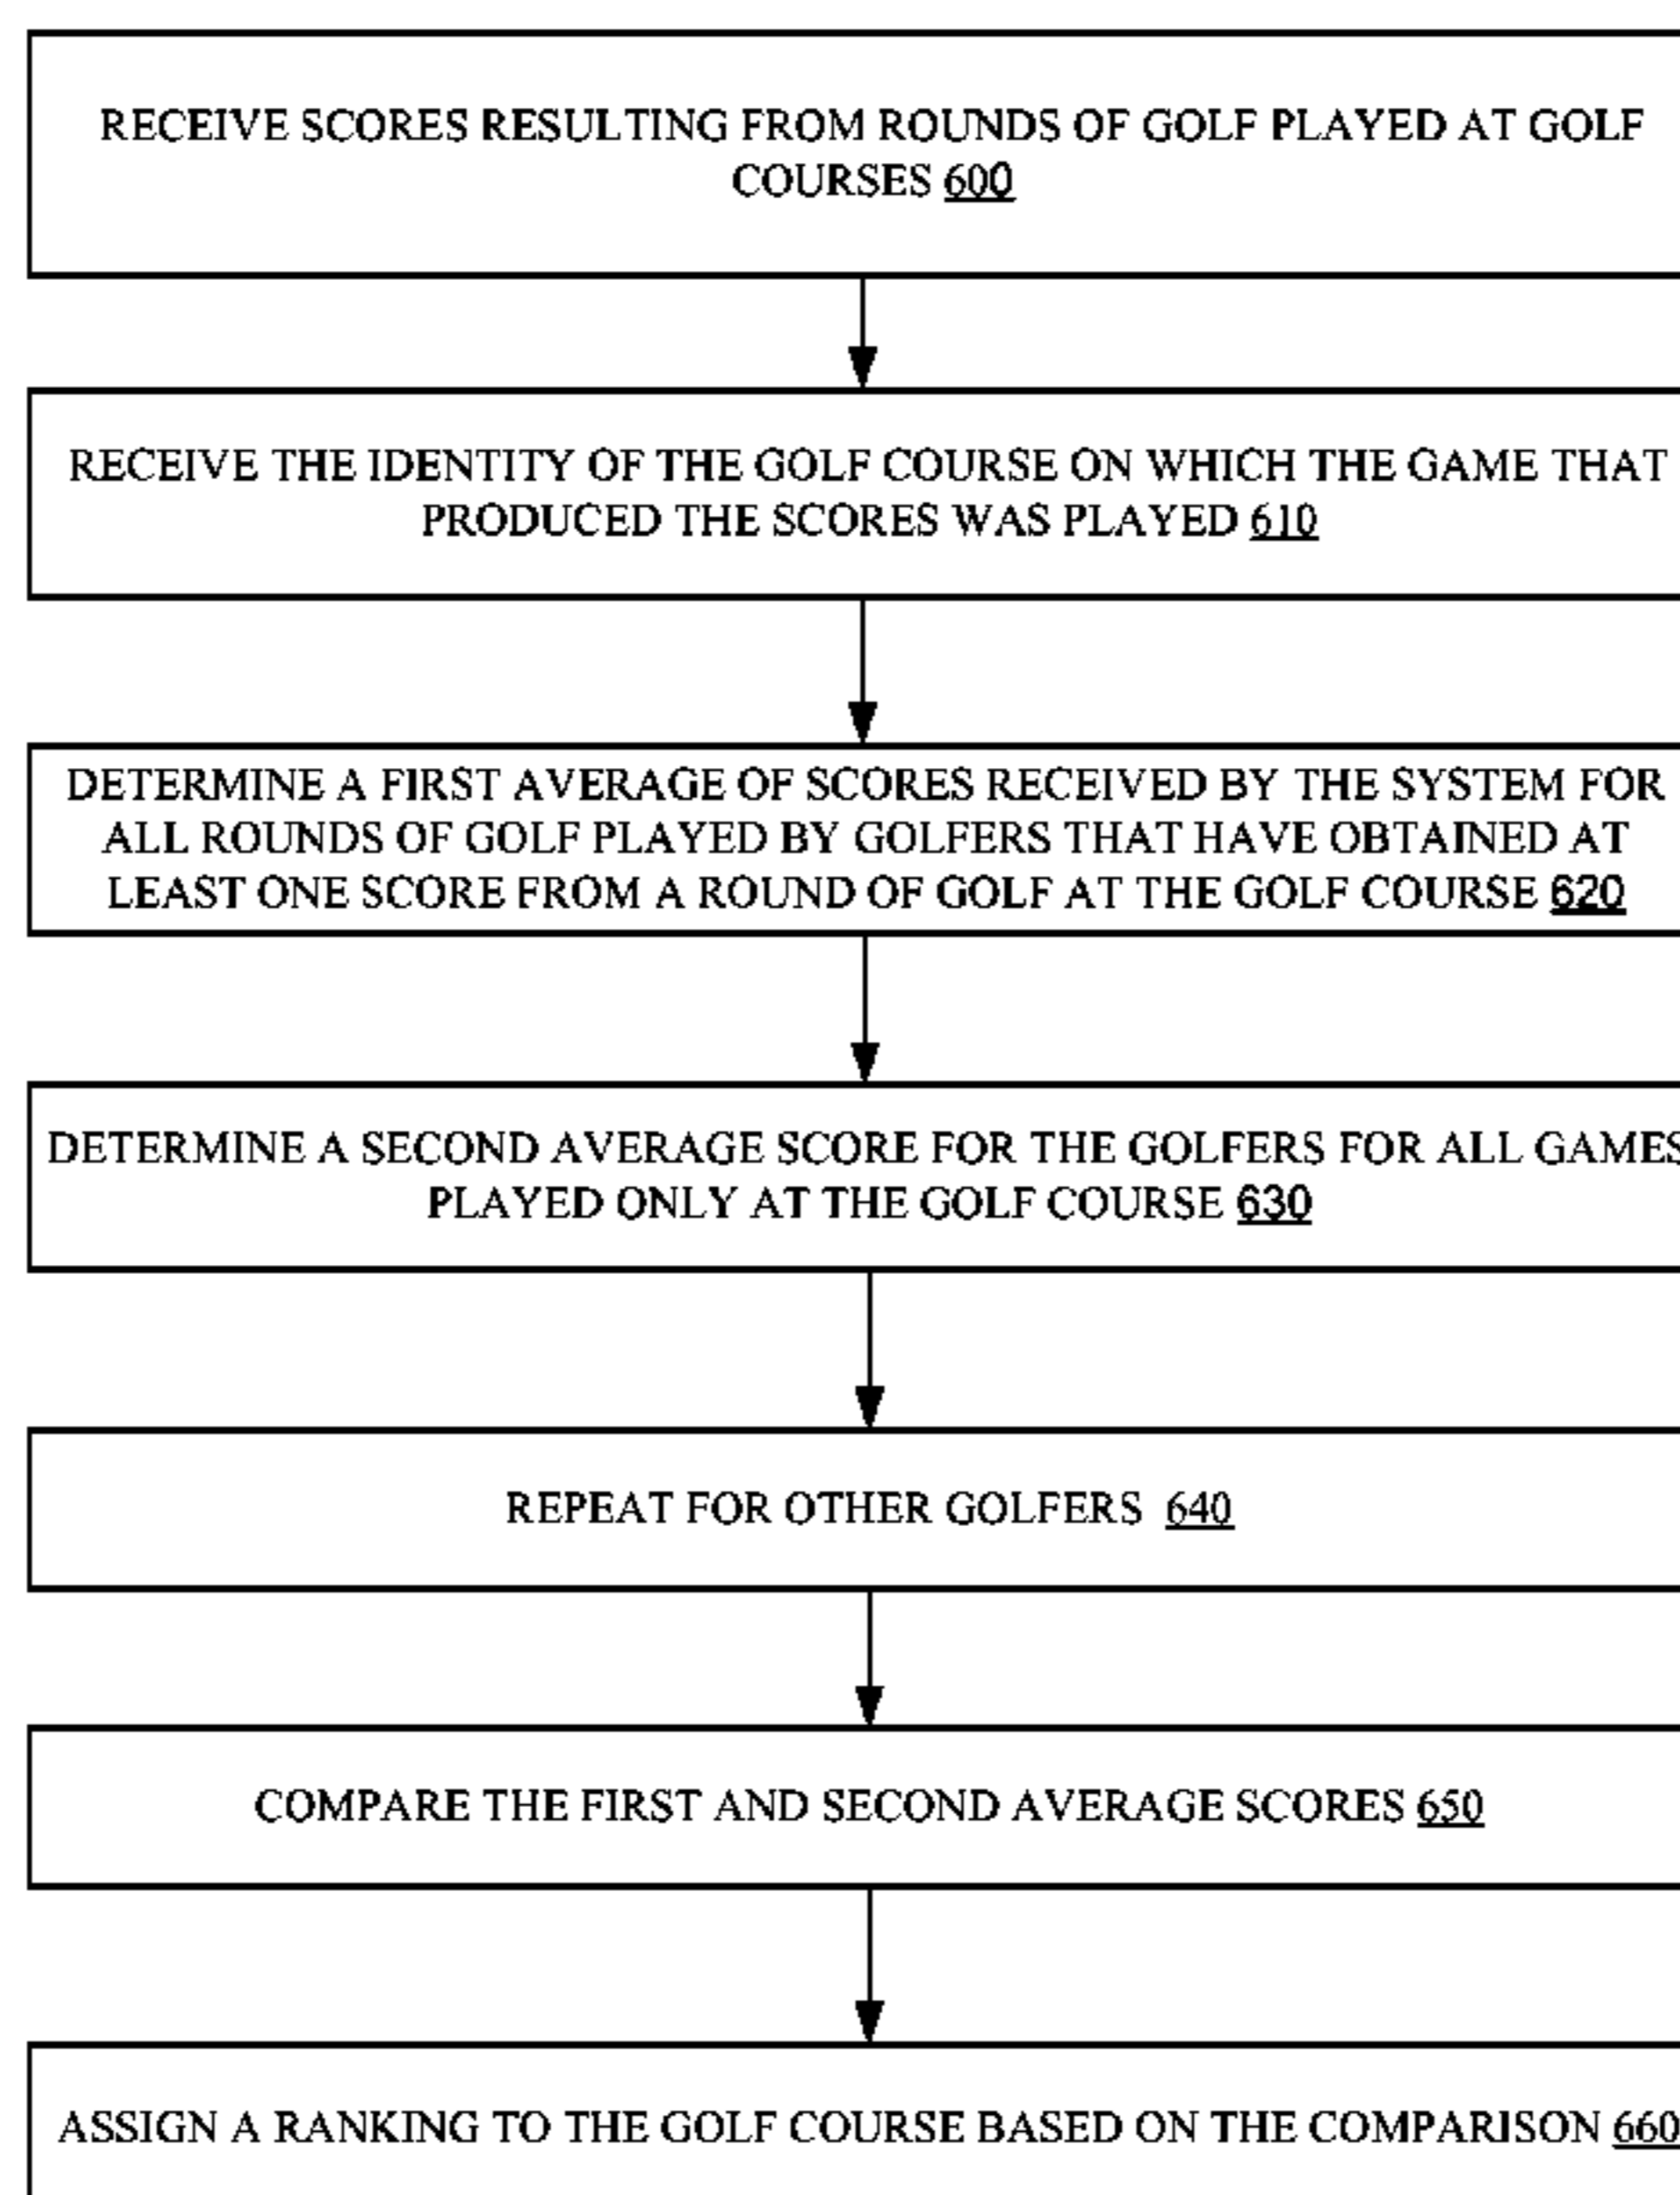 RECEIVE SCORES RESULTING FROM ROUNDS OF GOLF PLAYED AT GOLF
COURSES 600
RECEIVE THE IDENTITY OF THE GOLF COURSE ON WHICH THE GAME THAT
PRODUCED THE SCORES WAS PLAYED 610
DETERMINE A FIRST AVERAGE OF SCORES RECEIVED BY THE SYSTEM FOR
ALL ROUNDS OF GOLF PLAYED BY GOLFERS THAT HAVE OBTAINED AT
LEAST ONE SCORE FROM A ROUND OF GOLF AT THE GOLF COURSE 620
DETERMINE A SECOND AVERAGE SCORE FOR THE GOLFERS FOR ALL GAMES
PLAYED ONLY AT THE GOLF COURSE 630
REPEAT FOR OTHER GOLFERS 640
COMPARE THE FIRST AND SECOND AVERAGE SCORES 650
ASSIGN A RANKING TO THE GOLF COURSE BASED ON THE COMPARISON 660